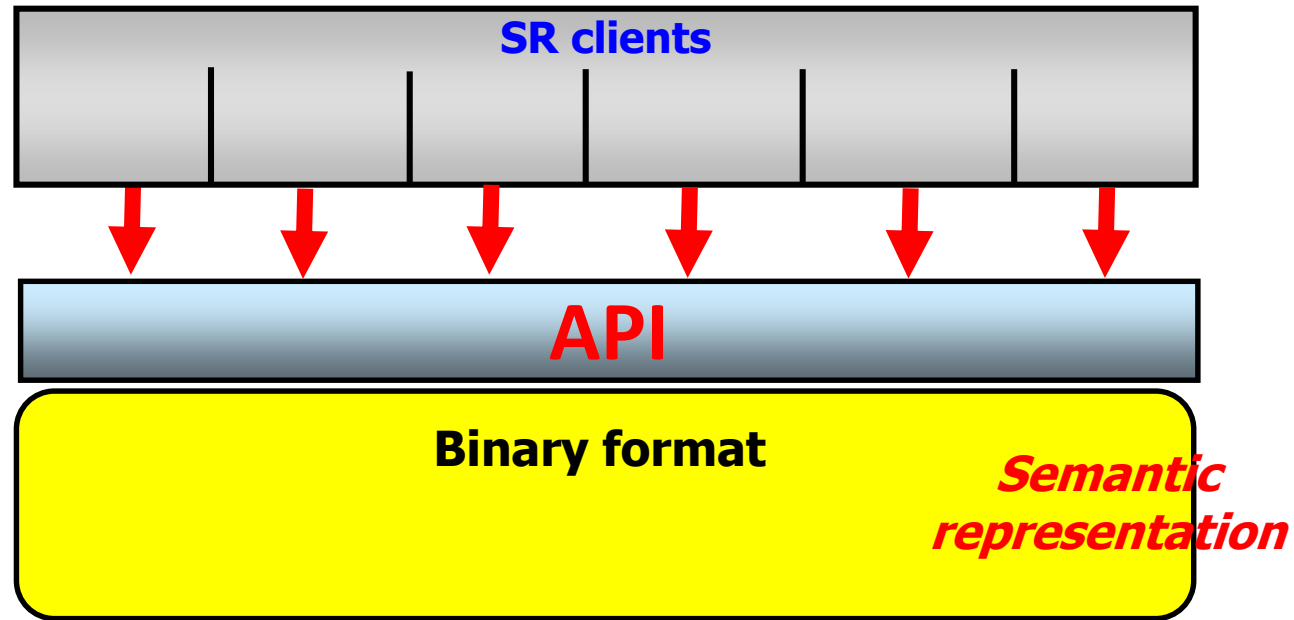 SR clients
API
Binary format
Semantic
representation